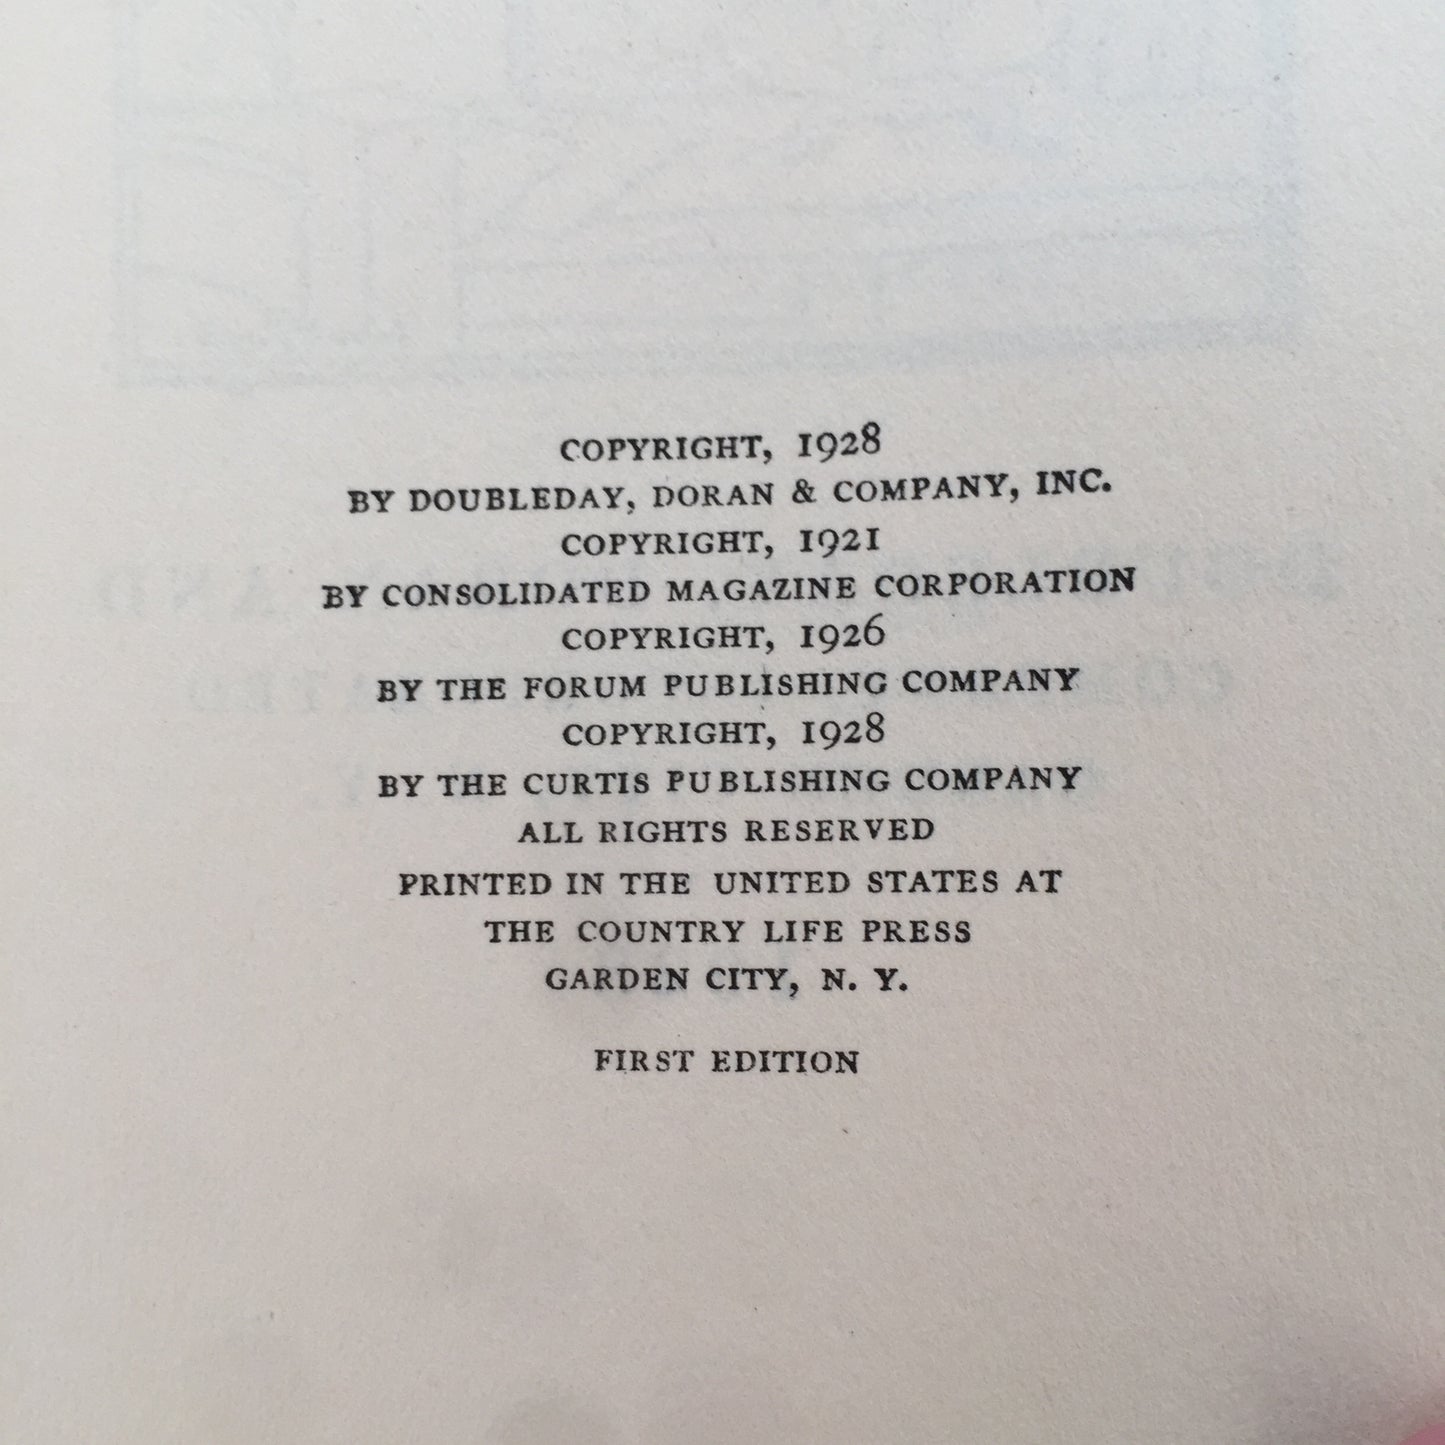 COPYRIGHT, 1928
BY DOUBLEDAY, DORAN & COMPANY, INC.
COPYRIGHT, 1921
BY CONSOLIDATED MAGAZINE CORPORATION
COPYRIGHT, 1926
BY THE FORUM PUBLISHING COMPANY
COPYRIGHT, 1928
BY THE CURTIS PUBLISHING COMPANY
ALL RIGHTS RESERVED
PRINTED IN THE UNITED STATES AT
THE COUNTRY LIFE PRESS
GARDEN CITY, N. Y.
FIRST EDITION